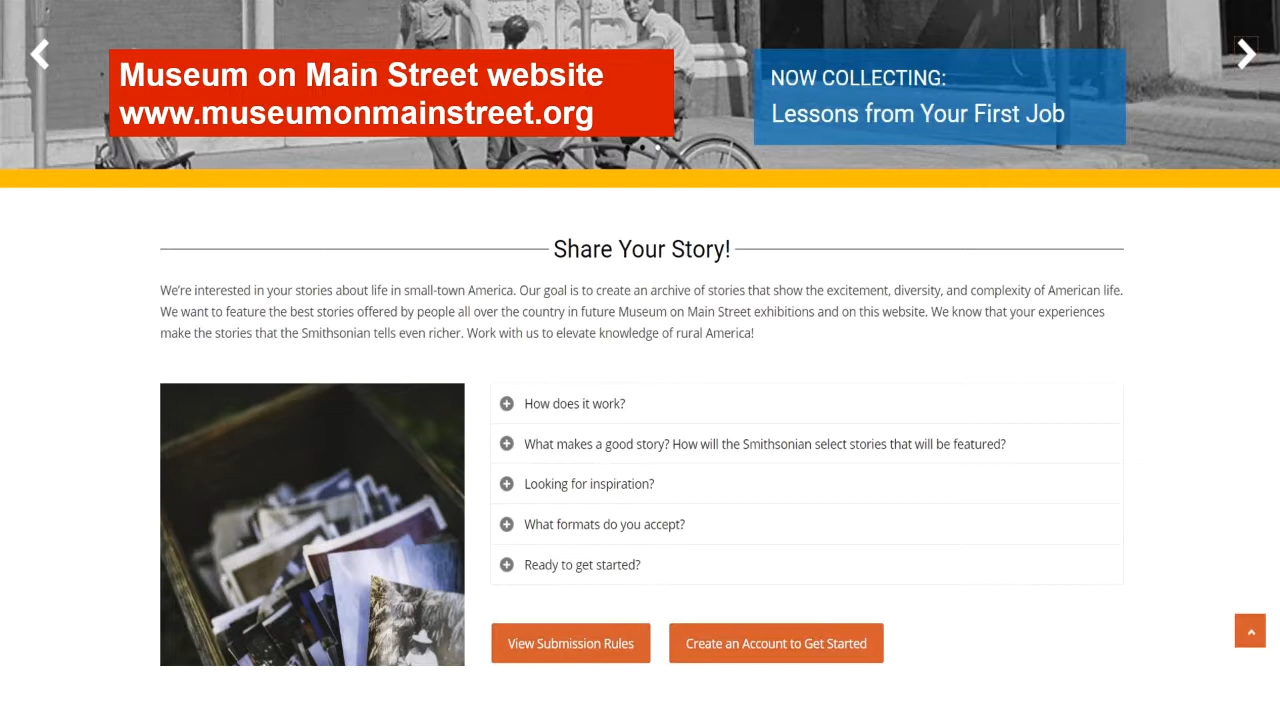 Museum on Main Street website
www.museumonmainstreet.org
NOW COLLECTING:
Lessons from Your First Job
Share Your Story!
We're interested in your stories about life in small-town America. Our goal is to create an archive of stories that show the excitement, diversity, and complexity of American life.
We want to feature the best stories offered by people all over the country in future Museum on Main Street exhibitions and on this website. We know that your experiences
make the stories that the Smithsonian tells even richer. Work with us to elevate knowledge of rural America!
How does it work?
What makes a good story? How will the Smithsonian select stories that will be featured?
Looking for inspiration?
What formats do you accept?
Ready to get started?
View Submission Rules
Create an Account to Get Started